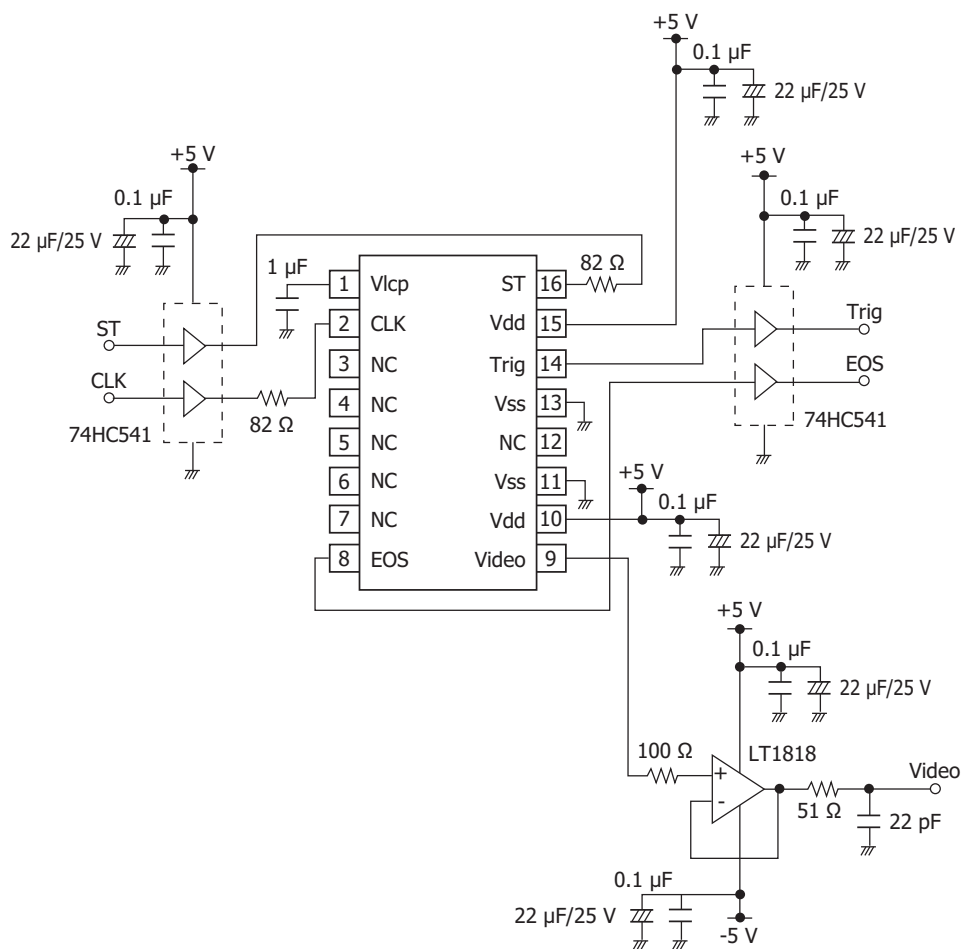 +5 V
0.1 µF
22 µF/25 V
+5 V
0.1 µF
22 µF/25 V
+5 V
0.1 µF
22 µF/25 V
1 µF
82 Ω
1 Vlcp
2 CLK
3 NC
4 NC
5 NC
6 NC
7 NC
8 EOS
ST 16
Vdd 15
Trig 14
Vss 13
NC 12
Vss 11
Vdd 10
Video 9
ST
CLK
74HC541
82 Ω
Trig
EOS
74HC541
+5 V
0.1 µF
22 µF/25 V
+5 V
0.1 µF
22 µF/25 V
100 Ω
LT1818
+
-
51 Ω
Video
22 pF
0.1 µF
22 µF/25 V
-5 V